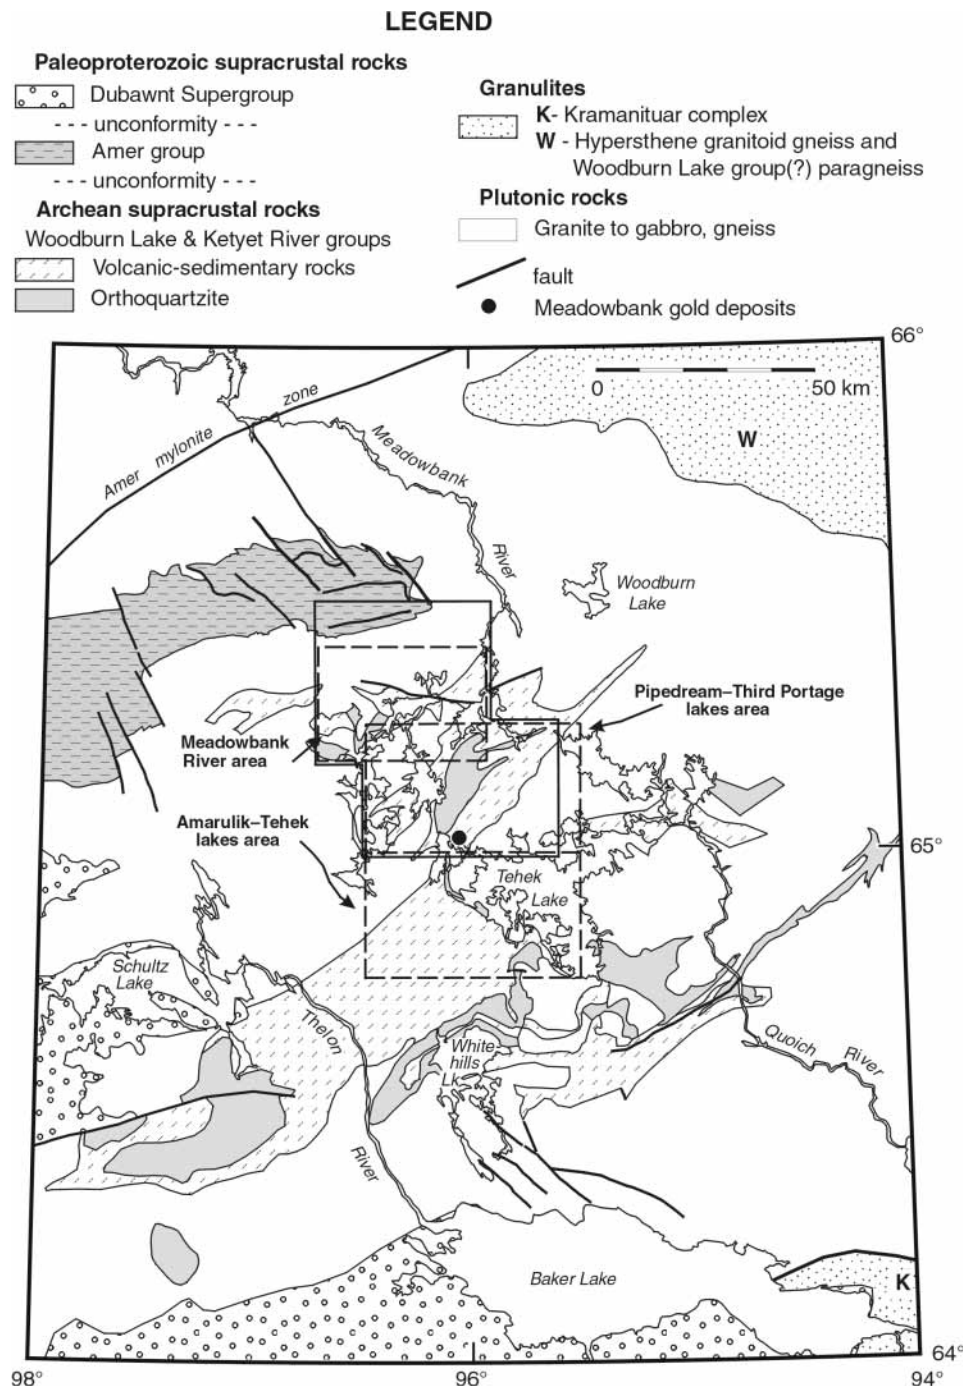 LEGEND
Paleoproterozoic supracrustal rocks
Dubawnt Supergroup
- - - unconformity - - -
Amer group
- - - unconformity - - -
Archean supracrustal rocks
Woodburn Lake & Ketyet River groups
Volcanic-sedimentary rocks
Orthoquartzite
Granulites
K- Kramanituar complex
W - Hypersthene granitoid gneiss and
Woodburn Lake group(?) paragneiss
Plutonic rocks
Granite to gabbro, gneiss
fault
Meadowbank gold deposits
66°
0 50 km
W
Amer mylonite zone
Meadowbank
River
Woodburn
Lake
Pipedream–Third Portage
lakes area
Meadowbank
River area
Amarulik–Tehek
lakes area
65°
Tehek
Lake
Schultz
Lake
Thelon
River
White-
hills
Lk.
Quoich
River
Baker Lake
K
64°
98°
96°
94°